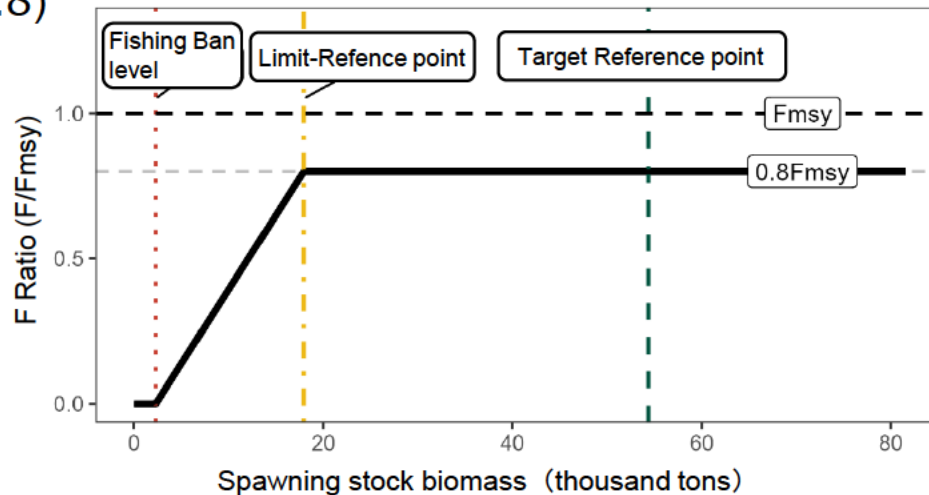 .8)
Fishing Ban
level
Limit-Refence point
Target Reference point
Fmsy
0.8Fmsy
F Ratio (F/Fmsy)
1.0
0.5
0.0
0
20
40
60
80
Spawning stock biomass（thousand tons）